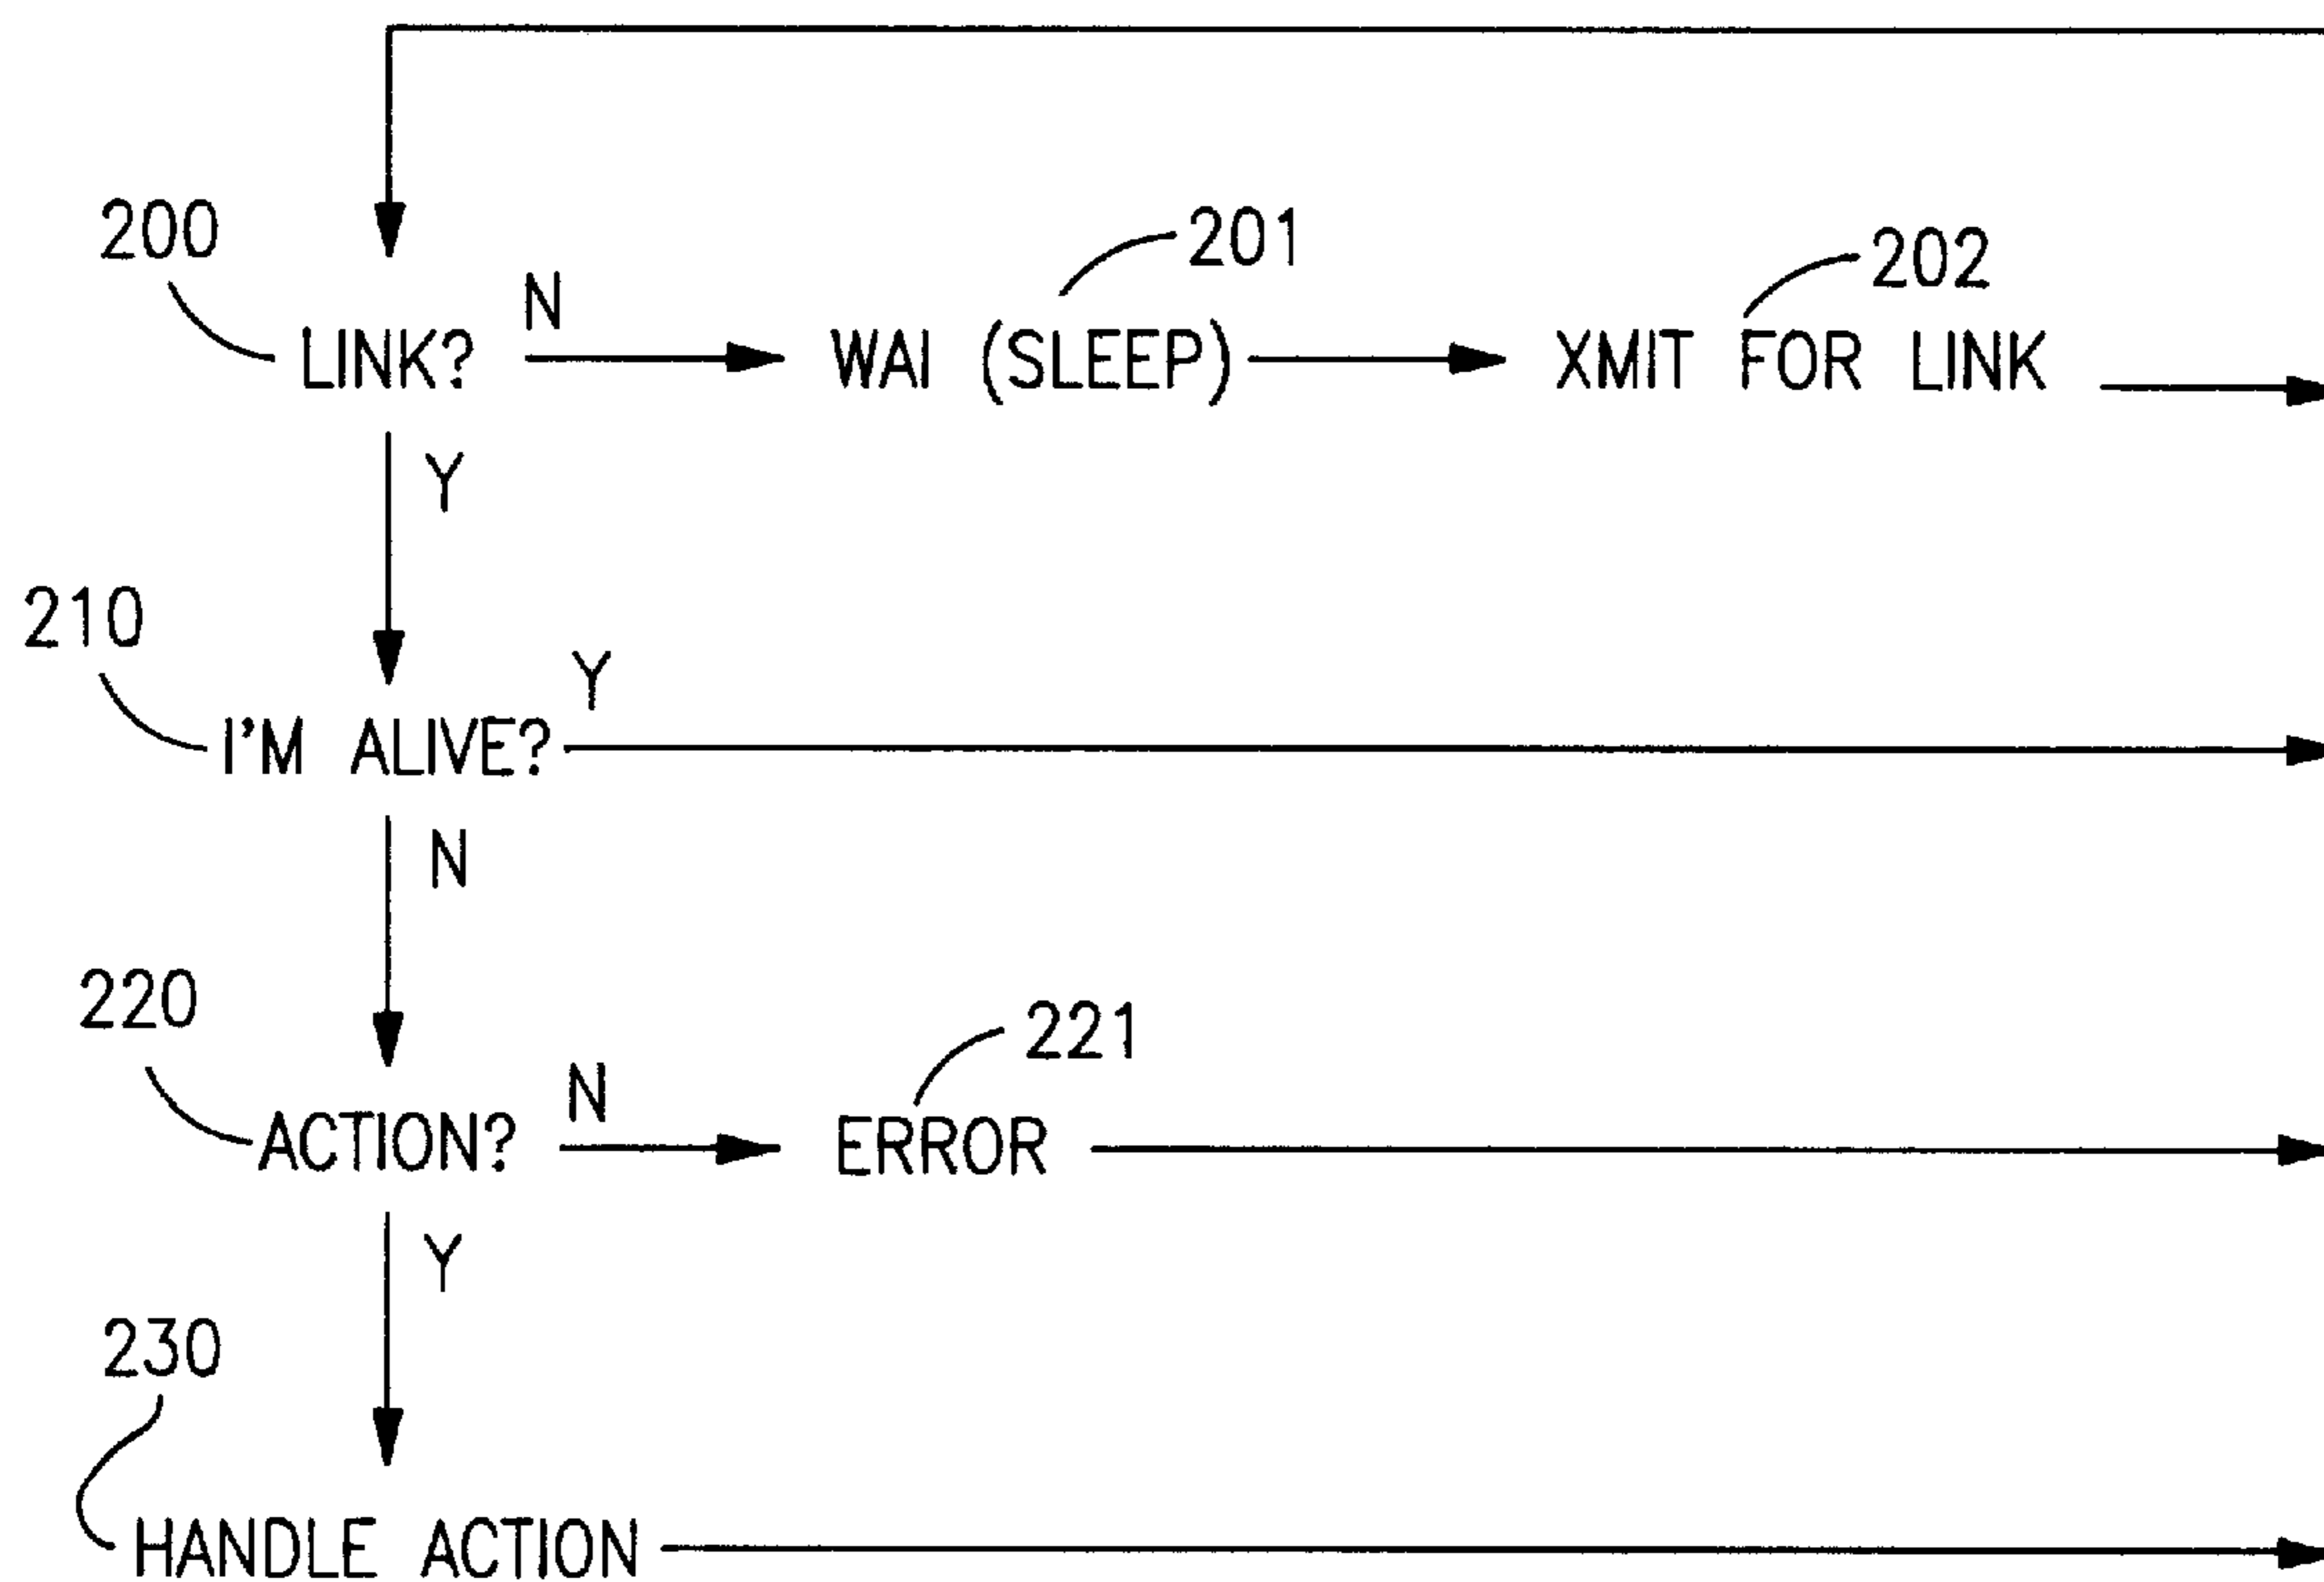 200
201
202
N
LINK?
WAI (SLEEP)
XMIT FOR LINK
Y
210
Y
I'M ALIVE?
N
220
221
N
ACTION?
ERROR
Y
230
HANDLE ACTION